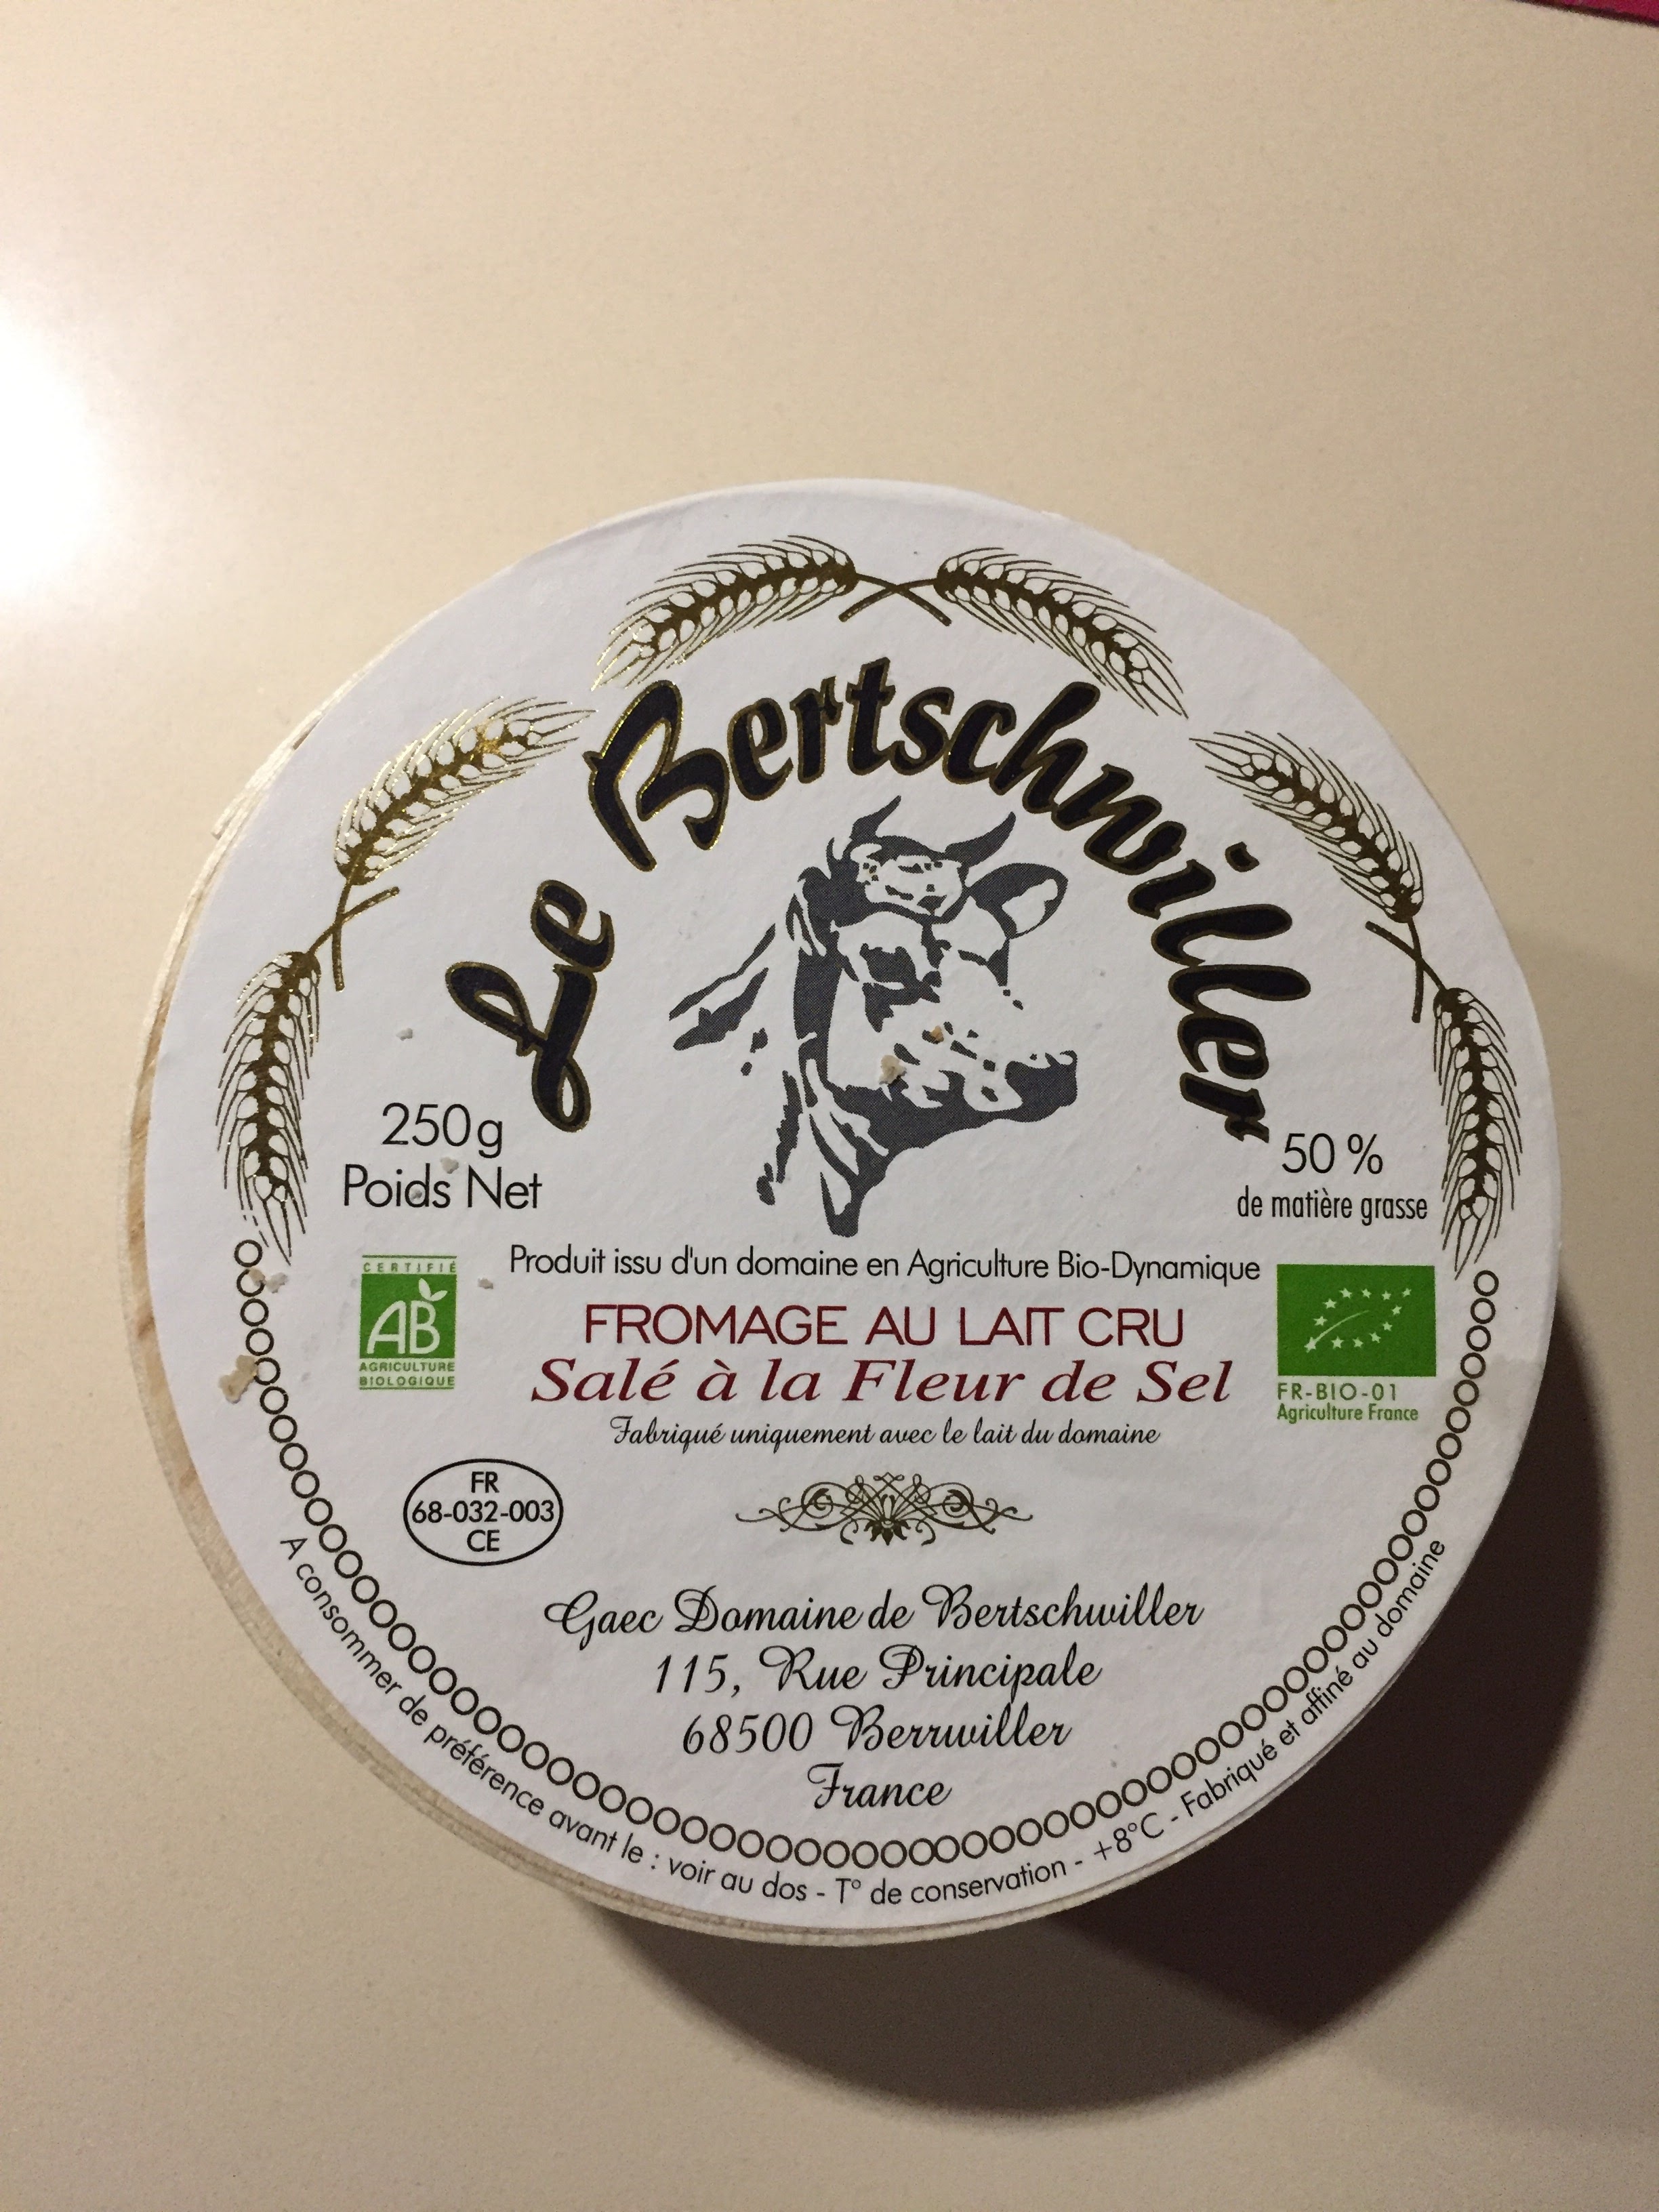 Le Bertschwiller
250g
Poids Net
50 %
de matière grasse
Produit issu d'un domaine en Agriculture Bio-Dynamique
CERTIFIÉ
AB
AGRICULTURE
BIOLOGIQUE
FROMAGE AU LAIT CRU
Salé à la Fleur de Sel
Fabriqué uniquement avec le lait du domaine
FR-BIO-01
Agriculture France
FR
68-032-003
CE
Gaec Domaine de Bertschwiller
115, Rue Principale
68500 Berrwiller
France
A consommer de préférence avant le : voir au dos - T° de conservation - +8°C - Fabriqué et affiné au domaine